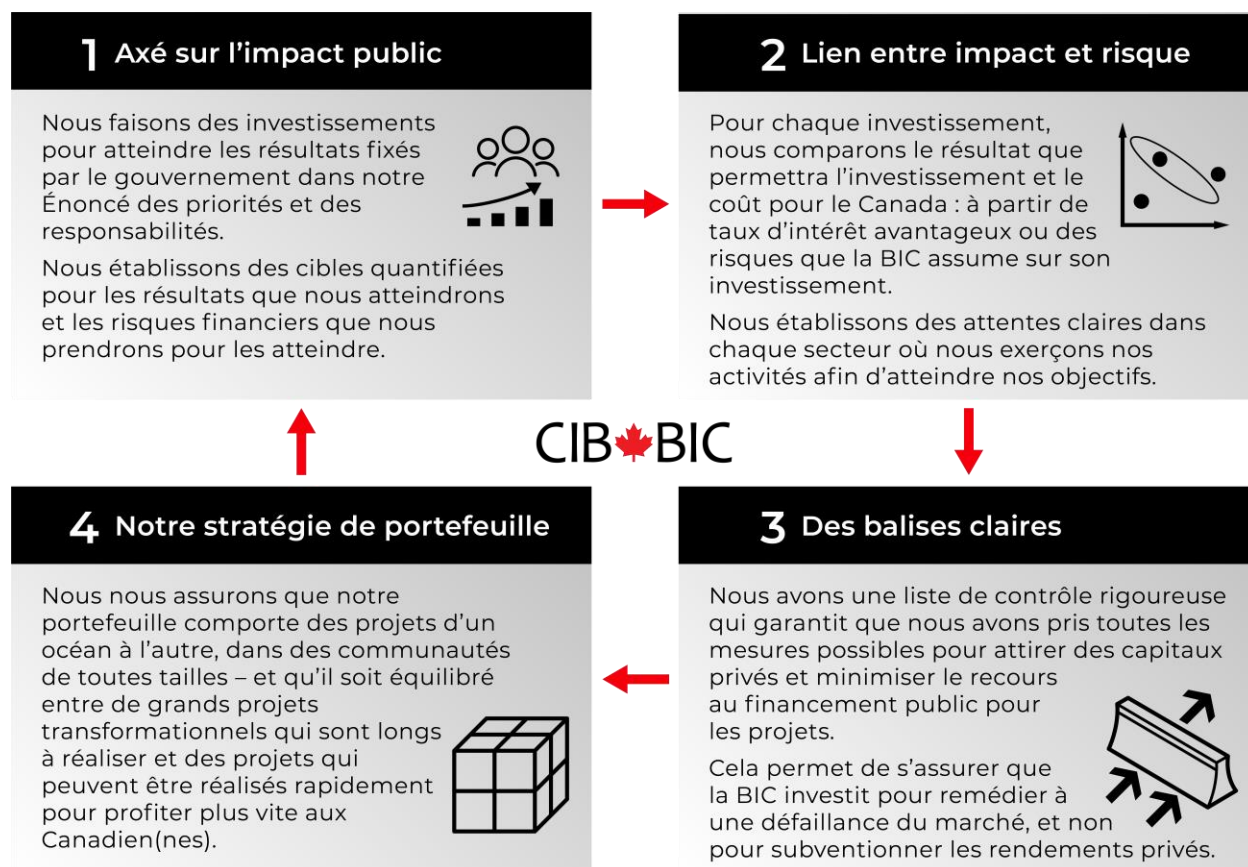 1 Axé sur l'impact public
Nous faisons des investissements
pour atteindre les résultats fixés
par le gouvernement dans notre
Énoncé des priorités et des
responsabilités.
Nous établissons des cibles quantifiées
pour les résultats que nous atteindrons
et les risques financiers que nous
prendrons pour les atteindre.
2 Lien entre impact et risque
Pour chaque investissement,
nous comparons le résultat que
permettra l'investissement et le
coût pour le Canada : à partir de
taux d'intérêt avantageux ou des
risques que la BIC assume sur son
investissement.
Nous établissons des attentes claires dans
chaque secteur où nous exerçons nos
activités afin d'atteindre nos objectifs.
CIB BIC
4 Notre stratégie de portefeuille
Nous nous assurons que notre
portefeuille comporte des projets d'un
océan à l'autre, dans des communautés
de toutes tailles – et qu'il soit équilibré
entre de grands projets
transformationnels qui sont longs
à réaliser et des projets qui
peuvent être réalisés rapidement
pour profiter plus vite aux
Canadien(nes).
3 Des balises claires
Nous avons une liste de contrôle rigoureuse
qui garantit que nous avons pris toutes les
mesures possibles pour attirer des capitaux
privés et minimiser le recours
au financement public pour
les projets.
Cela permet de s'assurer que
la BIC investit pour remédier à
une défaillance du marché, et non
pour subventionner les rendements privés.